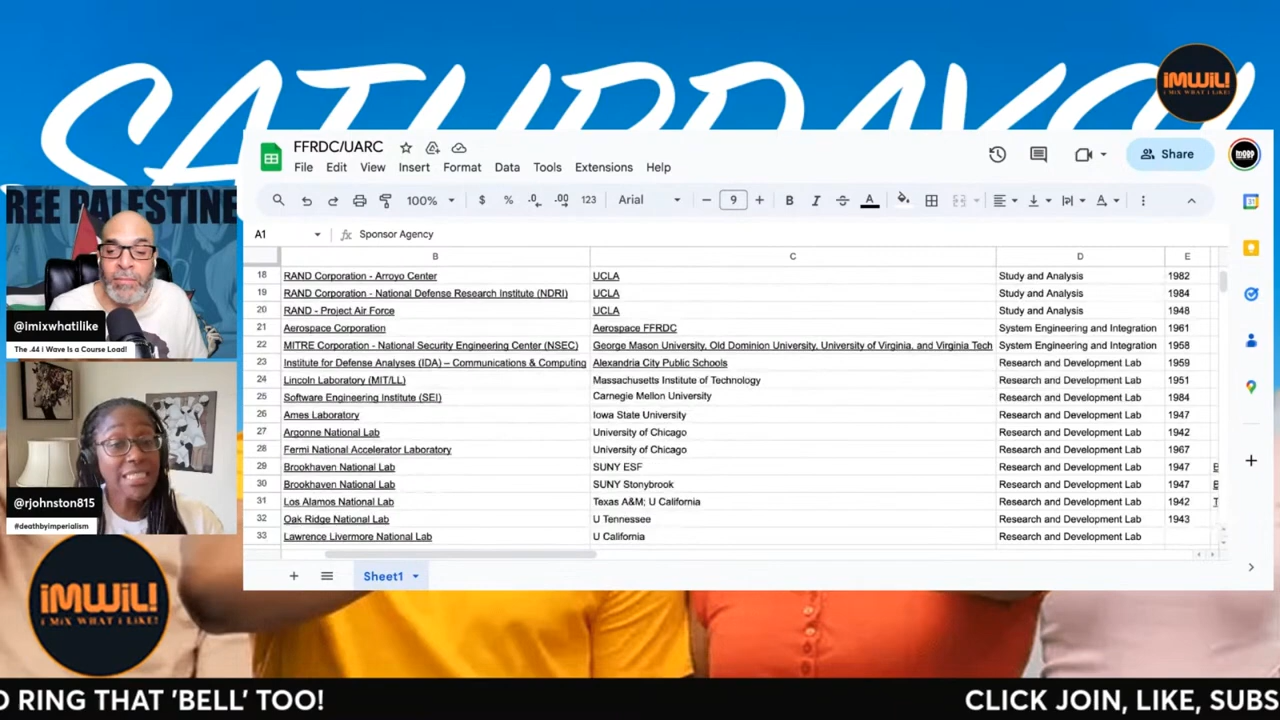 SATURDAYS!
iMWiL!
I MIX WHAT I LIKE!
FFRDC/UARC
File Edit View Insert Format Data Tools Extensions Help
Share
100% $ % .0 .00 123 Arial 9 B I A
A1 fx Sponsor Agency
B C D E
18 RAND Corporation - Arroyo Center UCLA Study and Analysis 1982
19 RAND Corporation - National Defense Research Institute (NDRI) UCLA Study and Analysis 1984
20 RAND - Project Air Force UCLA Study and Analysis 1948
21 Aerospace Corporation Aerospace FFRDC System Engineering and Integration 1961
22 MITRE Corporation - National Security Engineering Center (NSEC) George Mason University, Old Dominion University, University of Virginia, and Virginia Tech System Engineering and Integration 1958
23 Institute for Defense Analyses (IDA) – Communications & Computing Alexandria City Public Schools Research and Development Lab 1959
24 Lincoln Laboratory (MIT/LL) Massachusetts Institute of Technology Research and Development Lab 1951
25 Software Engineering Institute (SEI) Carnegie Mellon University Research and Development Lab 1984
26 Ames Laboratory Iowa State University Research and Development Lab 1947
27 Argonne National Lab University of Chicago Research and Development Lab 1942
28 Fermi National Accelerator Laboratory University of Chicago Research and Development Lab 1967
29 Brookhaven National Lab SUNY ESF Research and Development Lab 1947
30 Brookhaven National Lab SUNY Stonybrook Research and Development Lab 1947
31 Los Alamos National Lab Texas A&M; U California Research and Development Lab 1942
32 Oak Ridge National Lab U Tennessee Research and Development Lab 1943
33 Lawrence Livermore National Lab U California Research and Development Lab
Sheet1
REE PALESTINE
@imixwhatilike
The .44 | Wave Is a Course Load!
@rjohnston815
#deathbyimperialism
iMWiL!
I MIX WHAT I LIKE!
D RING THAT 'BELL' TOO! CLICK JOIN, LIKE, SUBS